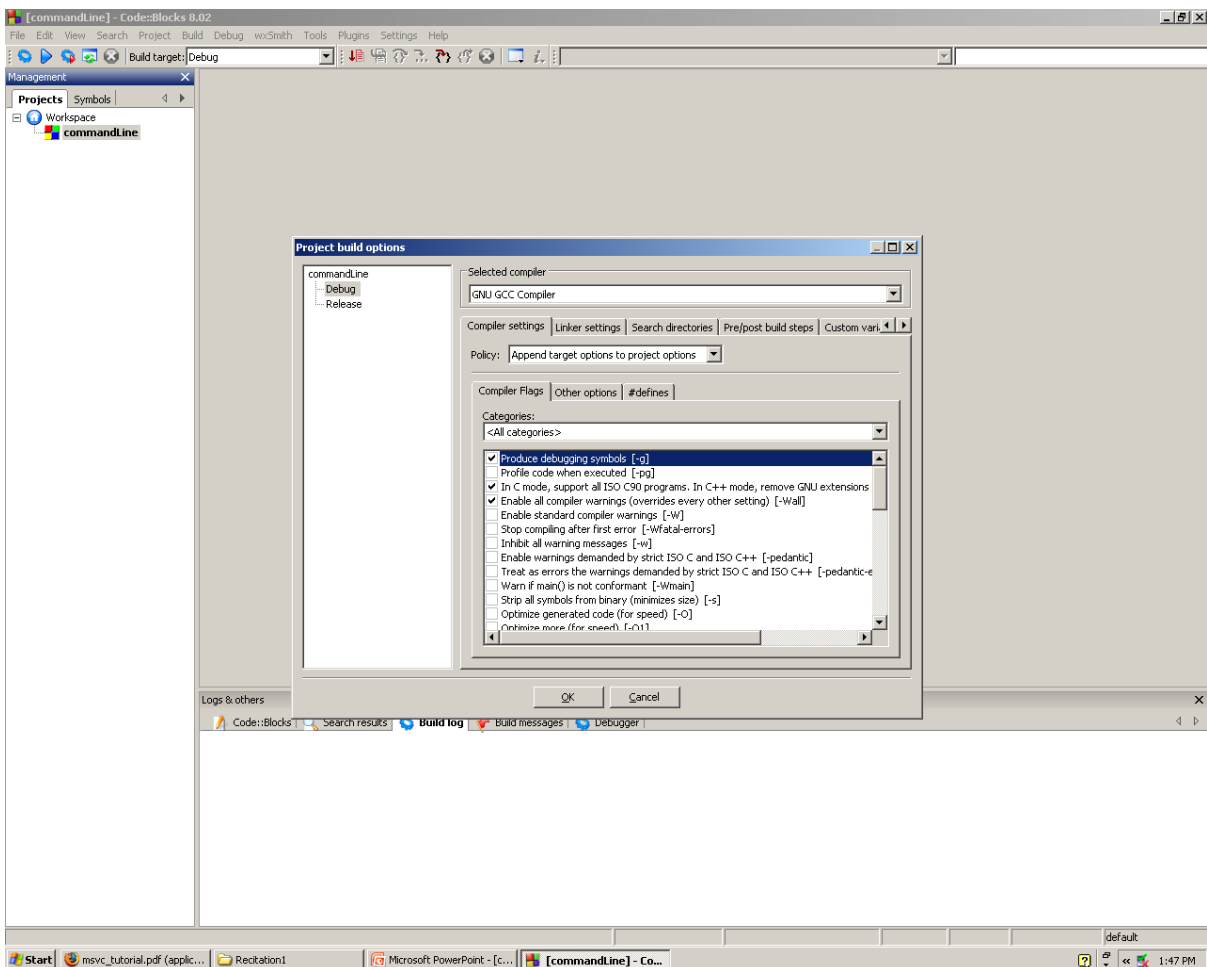 [commandLine] - Code::Blocks 8.02
File Edit View Search Project Build Debug wxSmith Tools Plugins Settings Help
Build target: Debug
Management
Projects Symbols
Workspace
commandLine
Project build options
commandLine
Debug
Release
Selected compiler
GNU GCC Compiler
Compiler settings Linker settings Search directories Pre/post build steps Custom vari
Policy: Append target options to project options
Compiler Flags Other options #defines
Categories:
<All categories>
Produce debugging symbols [-g]
Profile code when executed [-pg]
In C mode, support all ISO C90 programs. In C++ mode, remove GNU extensions
Enable all compiler warnings (overrides every other setting) [-Wall]
Enable standard compiler warnings [-W]
Stop compiling after first error [-Wfatal-errors]
Inhibit all warning messages [-w]
Enable warnings demanded by strict ISO C and ISO C++ [-pedantic]
Treat as errors the warnings demanded by strict ISO C and ISO C++ [-pedantic-e
Warn if main() is not conformant [-Wmain]
Strip all symbols from binary (minimizes size) [-s]
Optimize generated code (for speed) [-O]
Optimize more (for speed) [-O1]
OK Cancel
Logs & others
Code::Blocks Search results Build log Build messages Debugger
default
Start msvc_tutorial.pdf (applic... Recitation1 Microsoft PowerPoint - [c... [commandLine] - Co... 1:47 PM